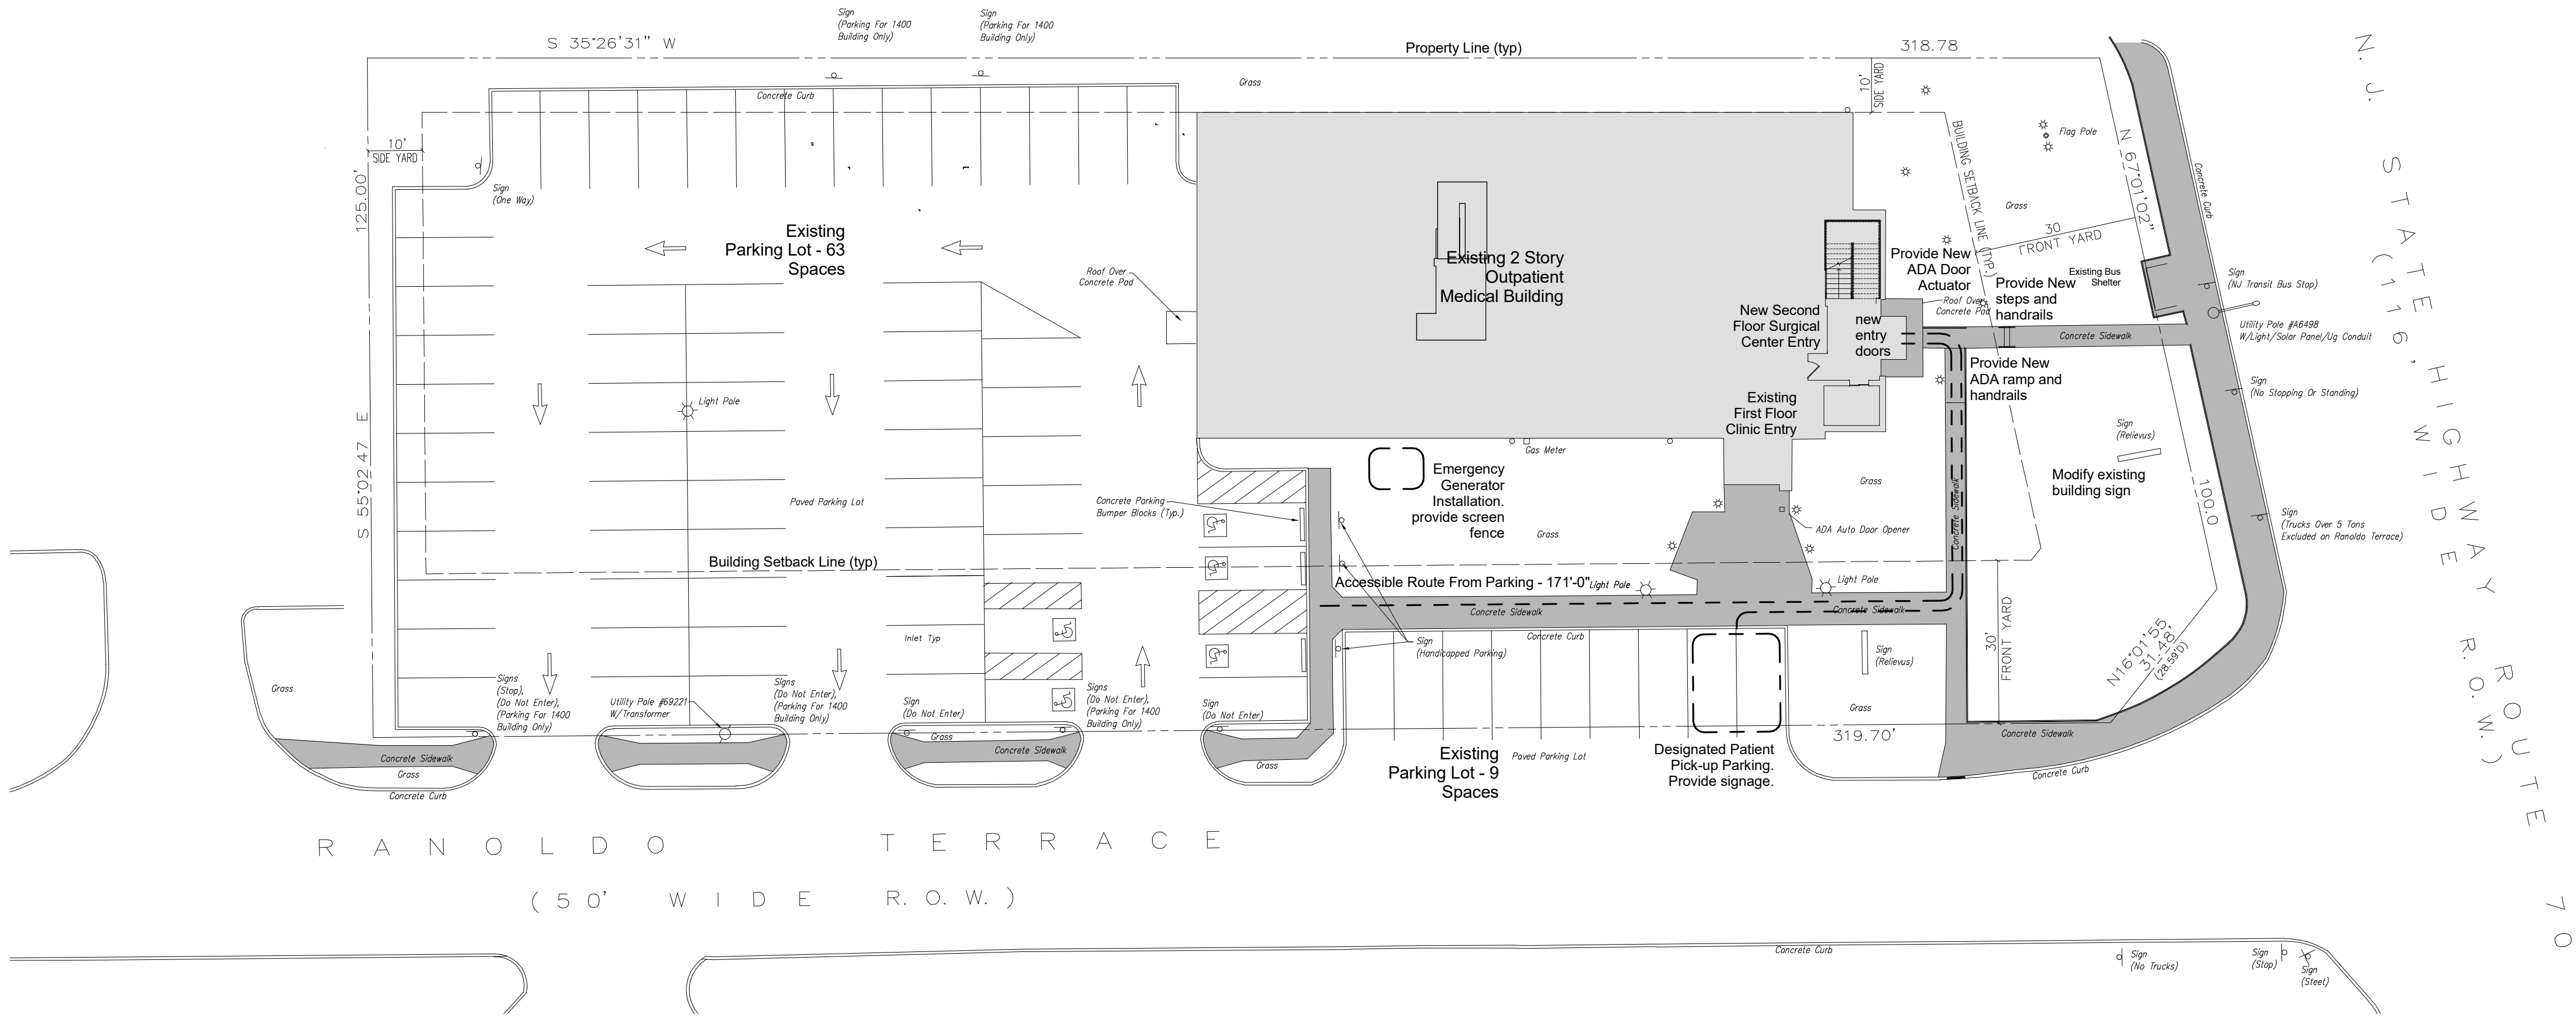 Sign
(Parking For 1400
Building Only)
Sign
(Parking For 1400
Building Only)
S 35°26'31" W
Property Line (typ)
318.78
Grass
Concrete Curb
10'
SIDE YARD
10'
SIDE YARD
125.00'
Sign
(One Way)
Flag Pole
BUILDING SETBACK LINE (TYP.)
N 67°01'02"
Concrete Curb
Grass
30
FRONT YARD
Existing
Parking Lot - 63
Spaces
Roof Over
Concrete Pad
Existing 2 Story
Outpatient
Medical Building
Provide New
ADA Door
Actuator
Roof Over
Concrete Pad
Provide New
steps and
handrails
Existing Bus
Shelter
Sign
(NJ Transit Bus Stop)
Utility Pole #A6498
W/Light/Solar Panel/Ug Conduit
New Second
Floor Surgical
Center Entry
new
entry
doors
Concrete Sidewalk
Provide New
ADA ramp and
handrails
Sign
(No Stopping Or Standing)
Existing
First Floor
Clinic Entry
Light Pole
S 55°02 47 E
Gas Meter
Sign
(Relievus)
Modify existing
building sign
100.0
Emergency
Generator
Installation.
provide screen
fence
Grass
Grass
Concrete Sidewalk
Paved Parking Lot
Concrete Parking
Bumper Blocks (Typ.)
ADA Auto Door Opener
Sign
(Trucks Over 5 Tons
Excluded on Ranoldo Terrace)
Building Setback Line (typ)
Accessible Route From Parking - 171'-0"
Light Pole
Light Pole
Concrete Sidewalk
Concrete Sidewalk
Inlet Typ
Sign
(Handicapped Parking)
Concrete Curb
Sign
(Relievus)
30'
FRONT YARD
N16°01'55
31.48'
(28.59'D)
Grass
Signs
(Stop),
(Do Not Enter),
(Parking For 1400
Building Only)
Utility Pole #69221
W/Transformer
Signs
(Do Not Enter),
(Parking For 1400
Building Only)
Sign
(Do Not Enter)
Signs
(Do Not Enter),
(Parking For 1400
Building Only)
Sign
(Do Not Enter)
Grass
319.70'
Concrete Sidewalk
Grass
Concrete Sidewalk
Concrete Sidewalk
Grass
Concrete Curb
Grass
Existing
Parking Lot - 9
Spaces
Paved Parking Lot
Designated Patient
Pick-up Parking.
Provide signage.
Concrete Curb
RANOLDO TERRACE
(50' WIDE R.O.W.)
N.J. STATE HIGHWAY ROUTE 70
(116' WIDE R.O.W.)
Concrete Curb
Sign
(No Trucks)
Sign
(Stop)
Sign
(Steet)